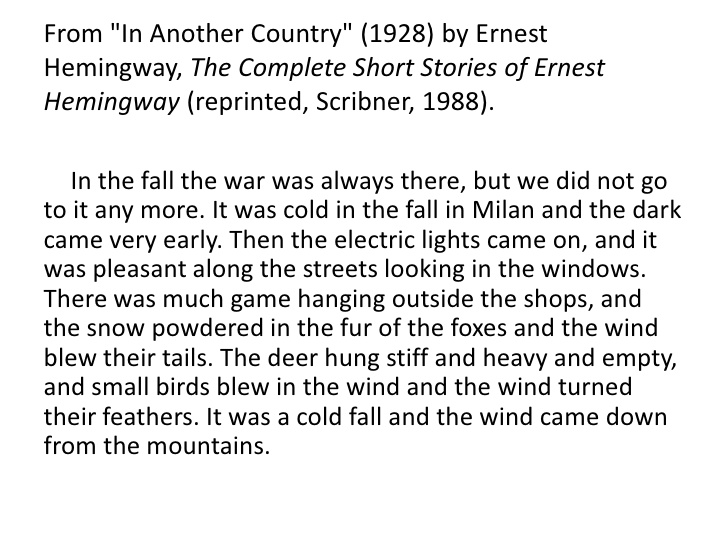 From "In Another Country" (1928) by Ernest
Hemingway, The Complete Short Stories of Ernest
Hemingway (reprinted, Scribner, 1988).
In the fall the war was always there, but we did not go
to it any more. It was cold in the fall in Milan and the dark
came very early. Then the electric lights came on, and it
was pleasant along the streets looking in the windows.
There was much game hanging outside the shops, and
the snow powdered in the fur of the foxes and the wind
blew their tails. The deer hung stiff and heavy and empty,
and small birds blew in the wind and the wind turned
their feathers. It was a cold fall and the wind came down
from the mountains.